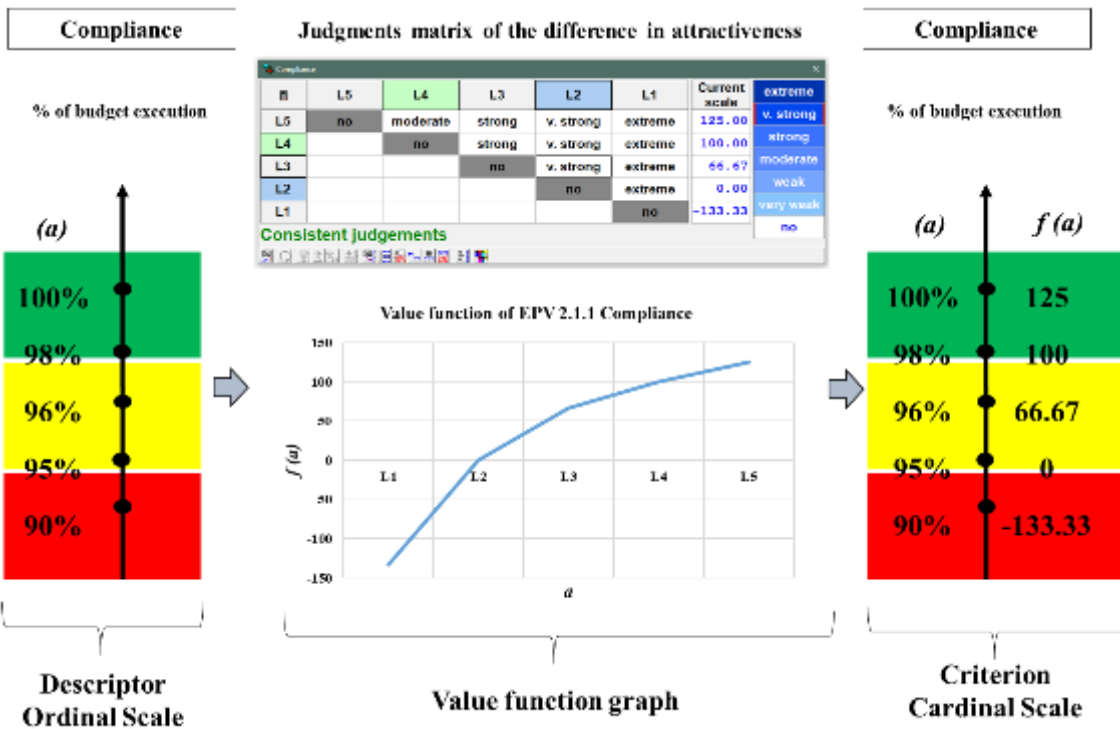 Compliance
Judgments matrix of the difference in attractiveness
Compliance
% of budget execution
% of budget execution
Compliance
L5 L4 L3 L2 L1 Current scale extreme
L5 no moderate strong v. strong extreme 125.00 v. strong
L4 no strong v. strong extreme 100.00 strong
L3 no v. strong extreme 66.67 moderate
L2 no extreme 0.00 weak
L1 no -133.33 very weak
no
Consistent judgements
(a)
100%
98%
96%
95%
90%
Value function of EPV 2.1.1 Compliance
150
100
50
0
50
-100
-150
f (a)
L1 L2 L3 L4 L5
a
(a) f (a)
100% 125
98% 100
96% 66.67
95% 0
90% -133.33
Descriptor
Ordinal Scale
Value function graph
Criterion
Cardinal Scale